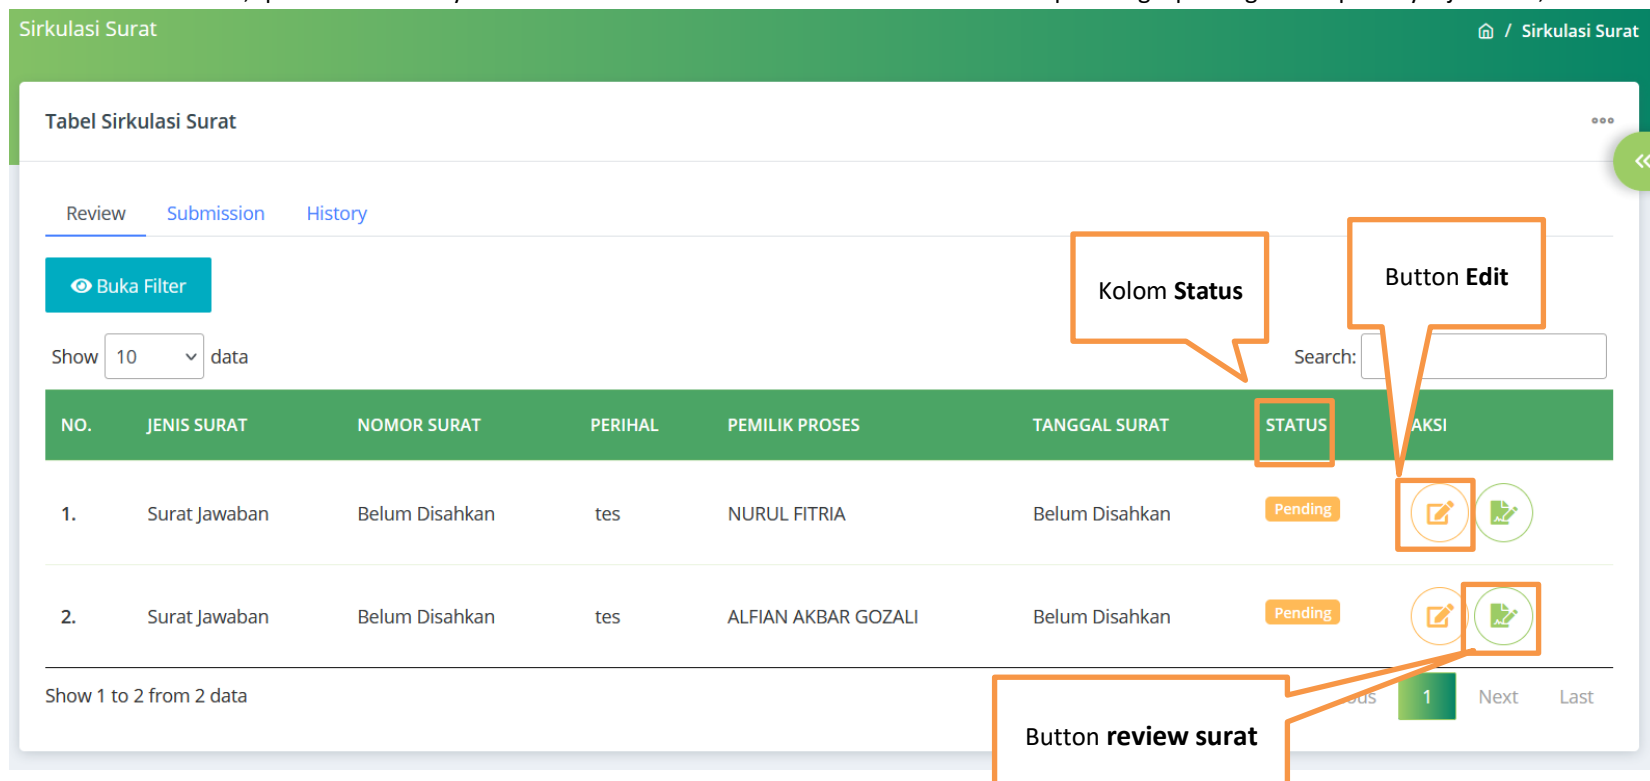 Sirkulasi Surat
/ Sirkulasi Surat
Tabel Sirkulasi Surat
Review Submission History
Buka Filter
Kolom Status
Button Edit
Show 10 data
Search:
NO. JENIS SURAT NOMOR SURAT PERIHAL PEMILIK PROSES TANGGAL SURAT STATUS AKSI
1. Surat Jawaban Belum Disahkan tes NURUL FITRIA Belum Disahkan Pending
2. Surat Jawaban Belum Disahkan tes ALFIAN AKBAR GOZALI Belum Disahkan Pending
Show 1 to 2 from 2 data
1 Next Last
Button review surat